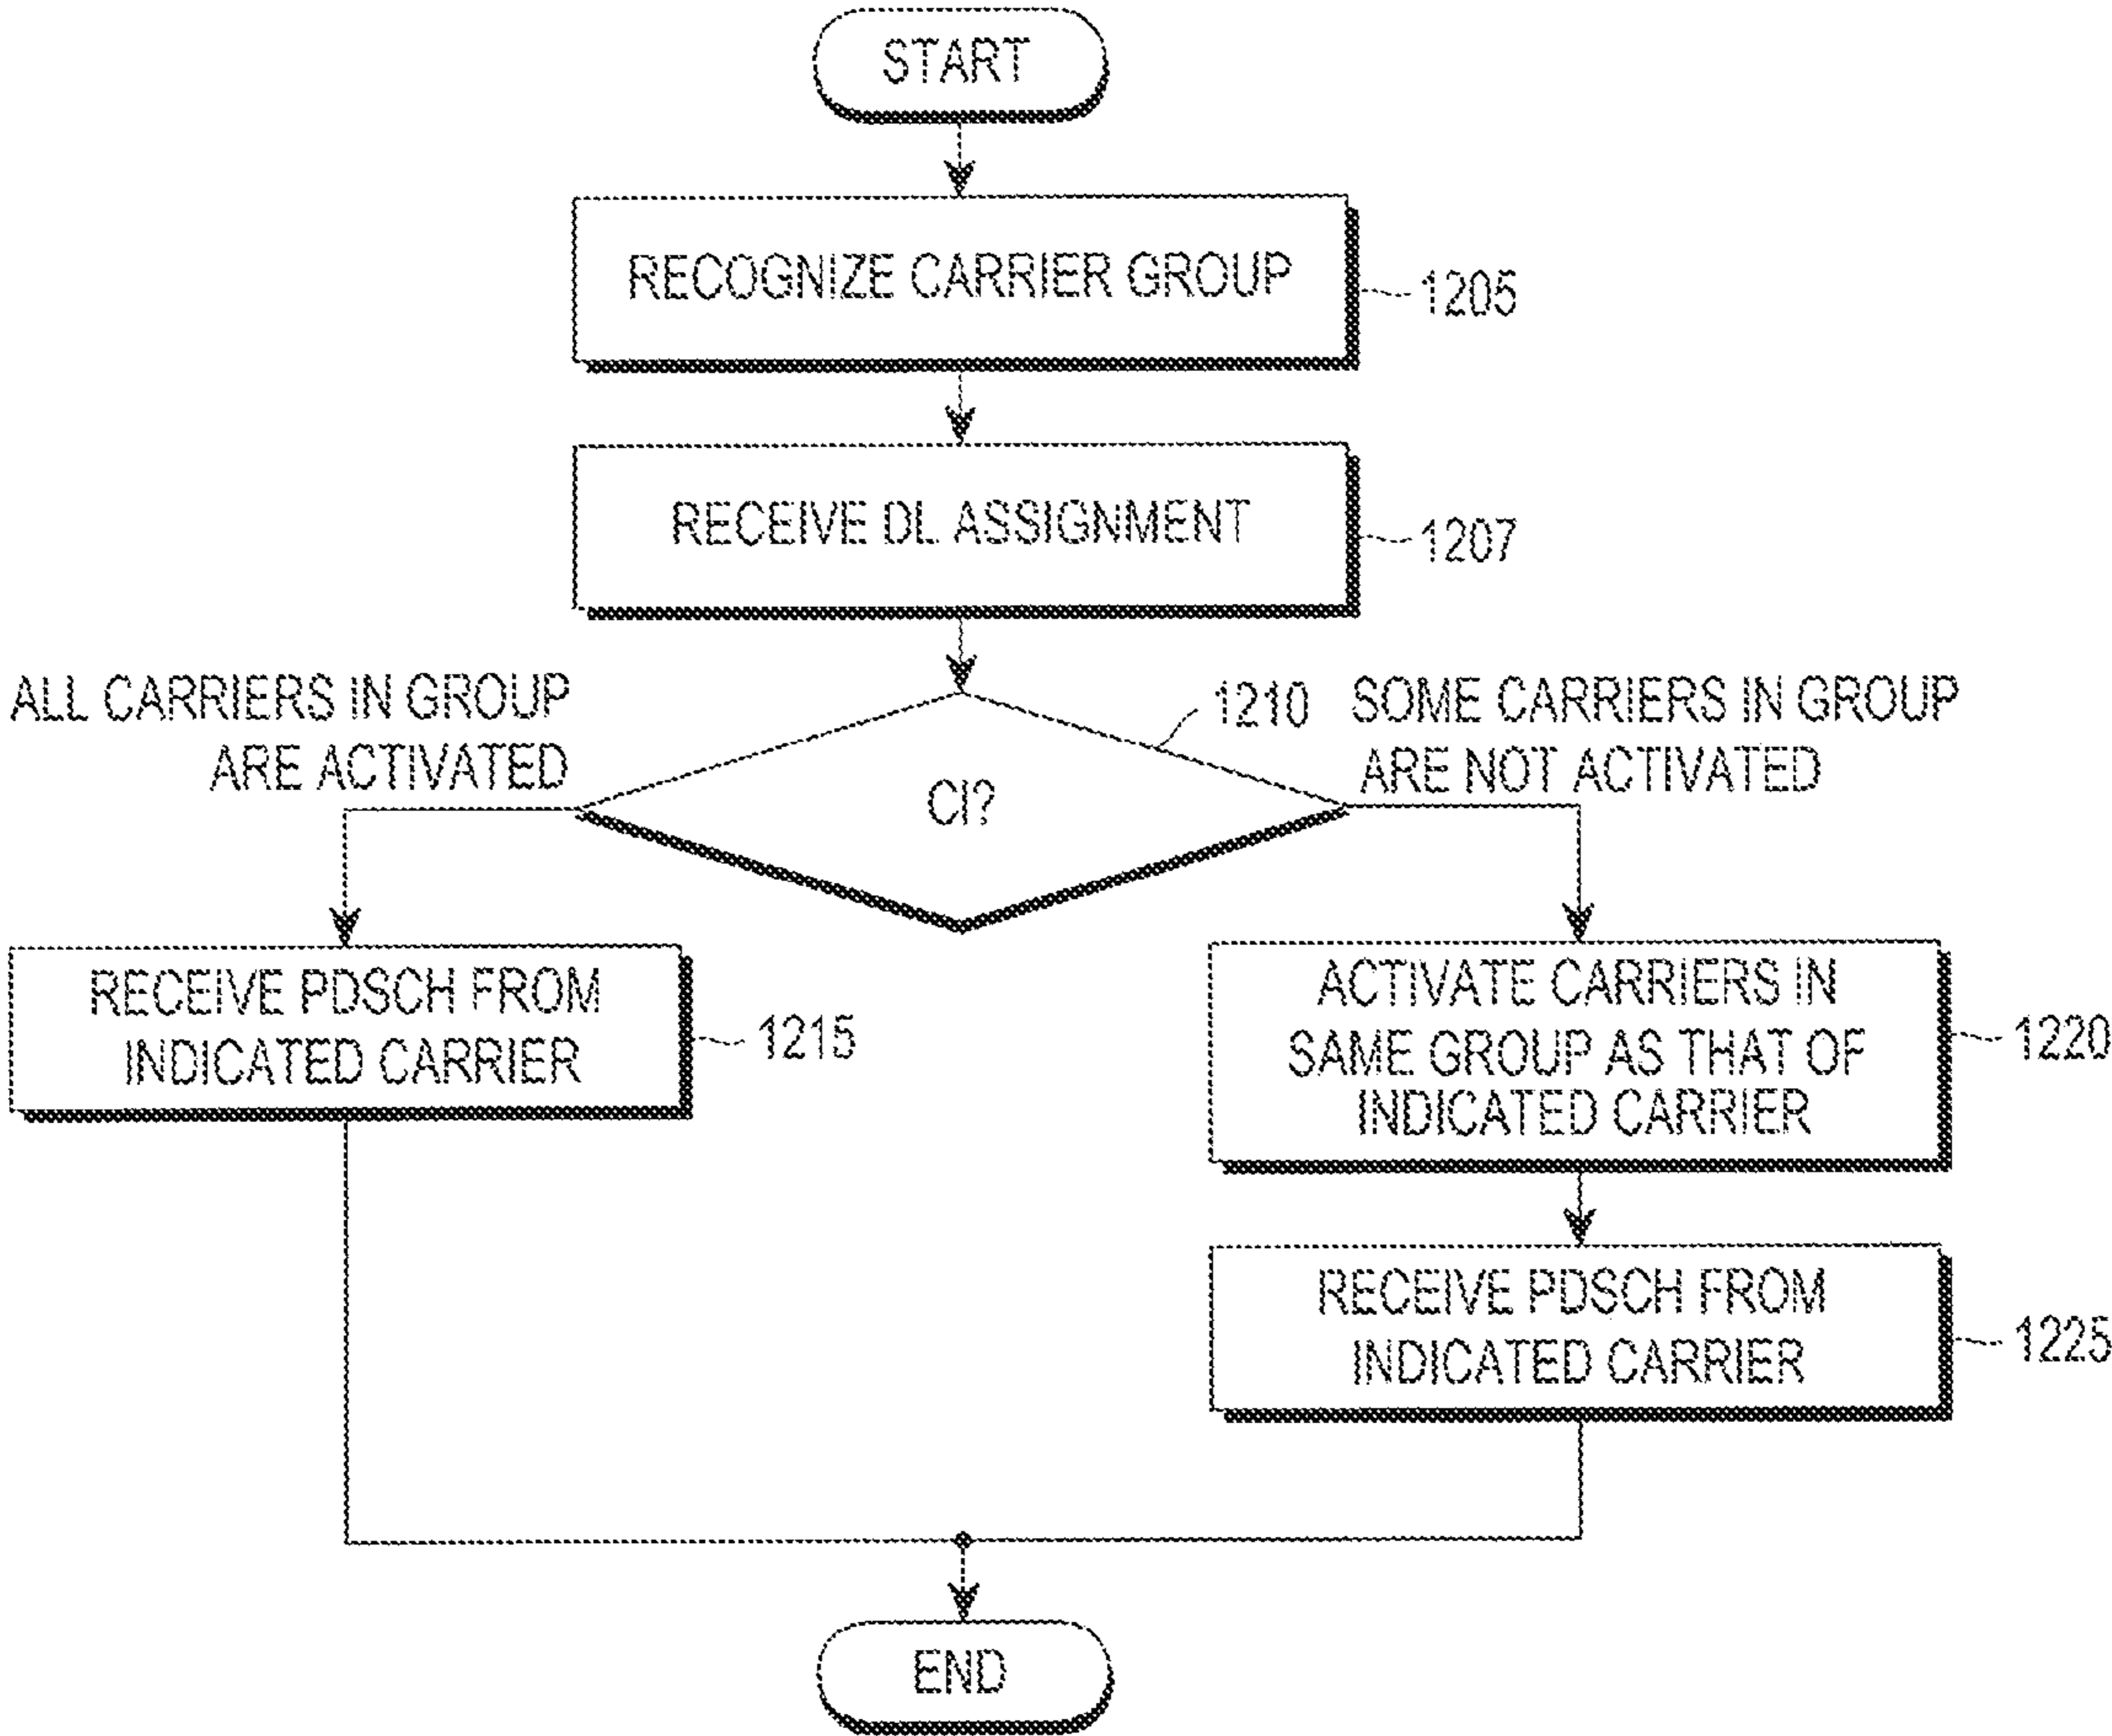 START
RECOGNIZE CARRIER GROUP
1205
RECEIVE DL ASSIGNMENT
1207
ALL CARRIERS IN GROUP
ARE ACTIVATED
1210
SOME CARRIERS IN GROUP
ARE NOT ACTIVATED
CI?
RECEIVE PDSCH FROM
INDICATED CARRIER
1215
ACTIVATE CARRIERS IN
SAME GROUP AS THAT OF
INDICATED CARRIER
1220
RECEIVE PDSCH FROM
INDICATED CARRIER
1225
END